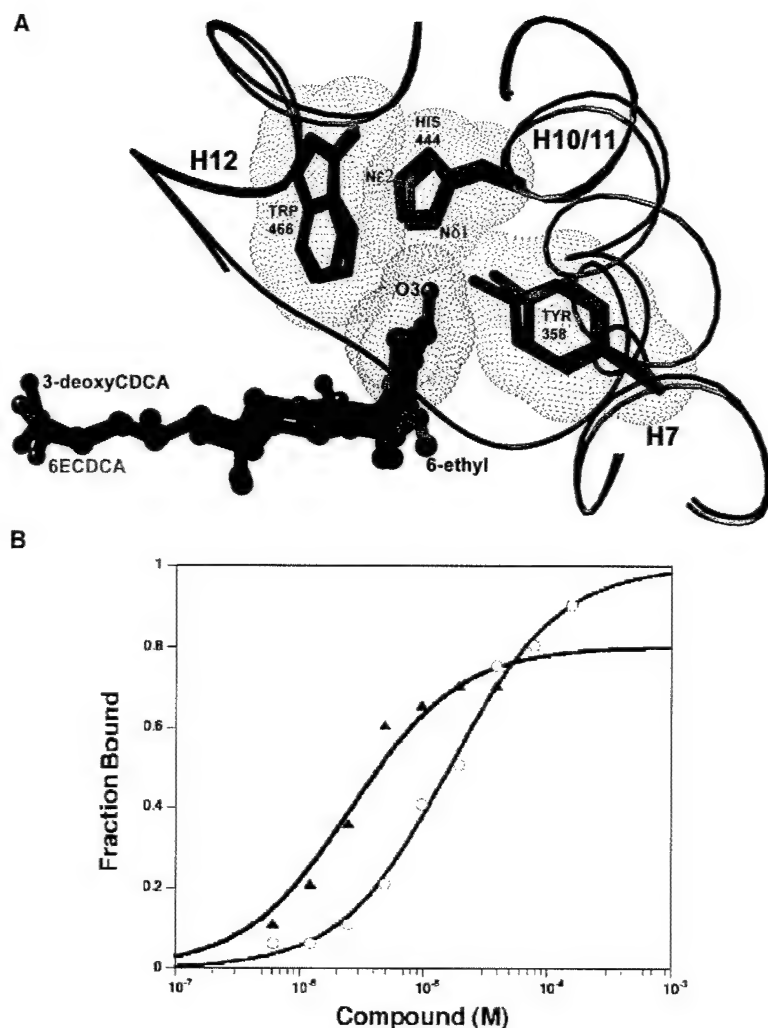 A
H12
HIS
444
H10/11
Nε2
TRP
466
Nδ1
O3
TYR
358
3-deoxyCDCA
6ECDCA
6-ethyl
H7
B
1
0.8
0.6
0.4
0.2
0
Fraction Bound
10⁻⁷ 10⁻⁶ 10⁻⁵ 10⁻⁴ 10⁻³
Compound (M)